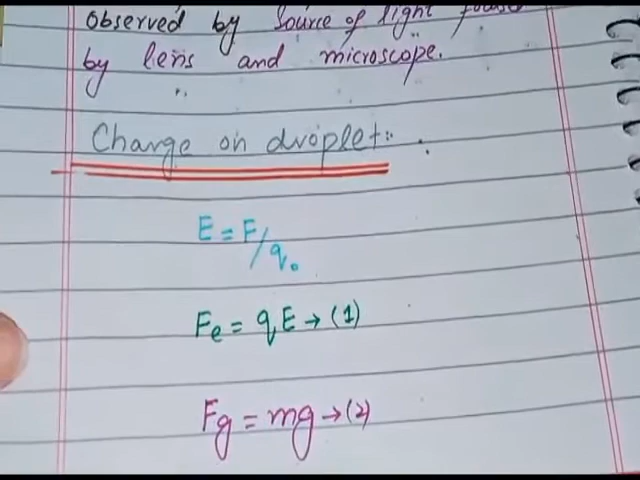 Observed by source of light focused
by lens and microscope.
Charge on droplet:
E = F/q₀
Fe = qE → (1)
Fg = mg → (2)